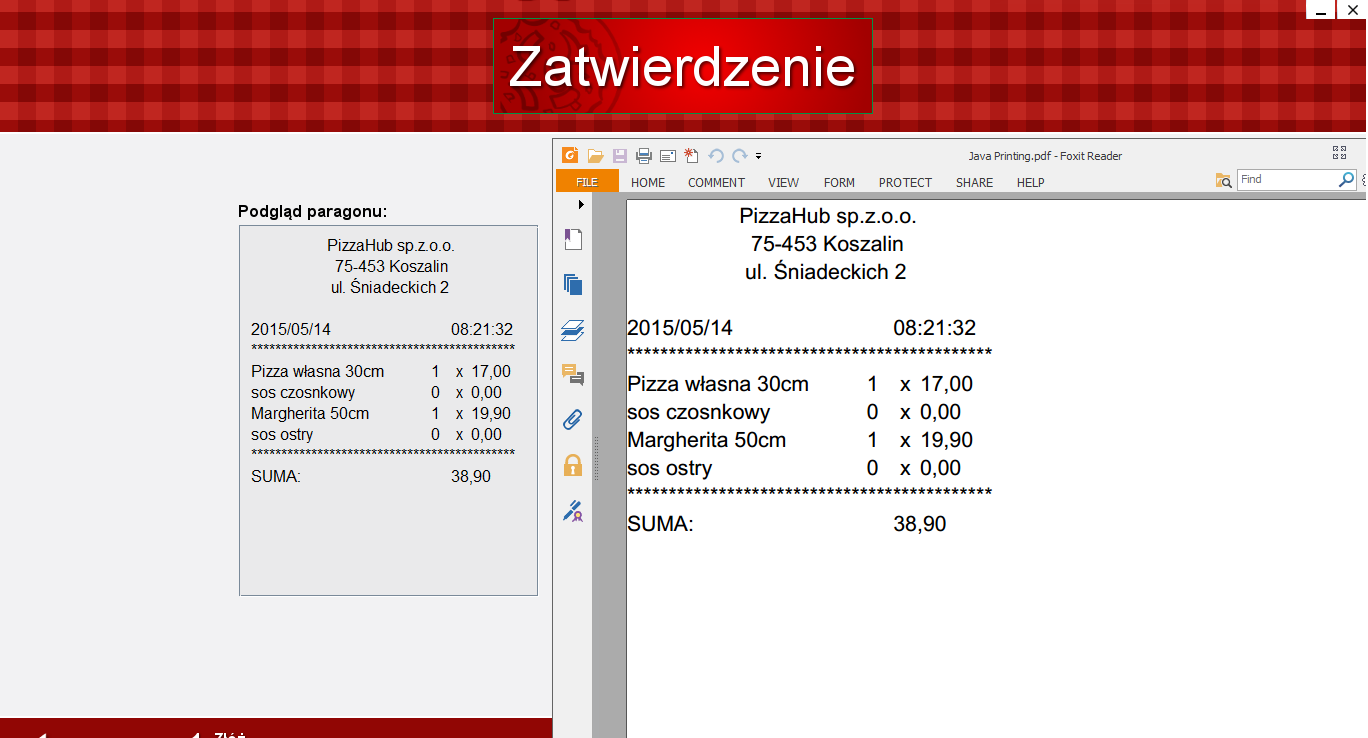 Zatwierdzenie
Podgląd paragonu:
PizzaHub sp.z.o.o.
75-453 Koszalin
ul. Śniadeckich 2
2015/05/14 08:21:32
********************************************
Pizza własna 30cm 1 x 17,00
sos czosnkowy 0 x 0,00
Margherita 50cm 1 x 19,90
sos ostry 0 x 0,00
********************************************
SUMA: 38,90
Java Printing.pdf - Foxit Reader
FILE HOME COMMENT VIEW FORM PROTECT SHARE HELP
Find
PizzaHub sp.z.o.o.
75-453 Koszalin
ul. Śniadeckich 2
2015/05/14 08:21:32
********************************************
Pizza własna 30cm 1 x 17,00
sos czosnkowy 0 x 0,00
Margherita 50cm 1 x 19,90
sos ostry 0 x 0,00
********************************************
SUMA: 38,90